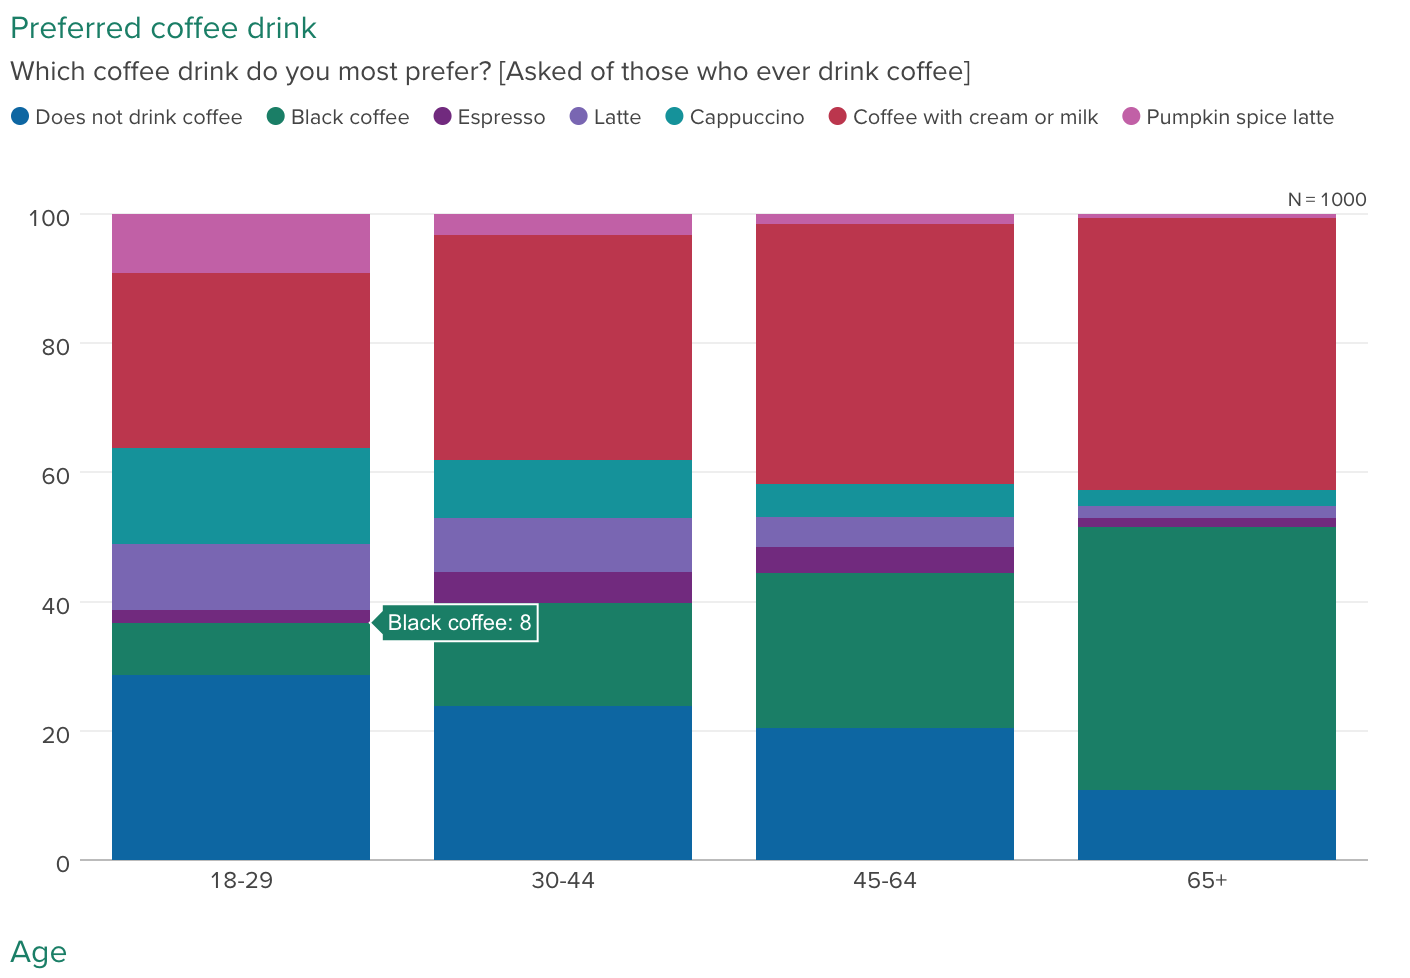 Preferred coffee drink
Which coffee drink do you most prefer? [Asked of those who ever drink coffee]
Does not drink coffee Black coffee Espresso Latte Cappuccino Coffee with cream or milk Pumpkin spice latte
N = 1000
100
80
60
40
Black coffee: 8
20
0
18-29 30-44 45-64 65+
Age